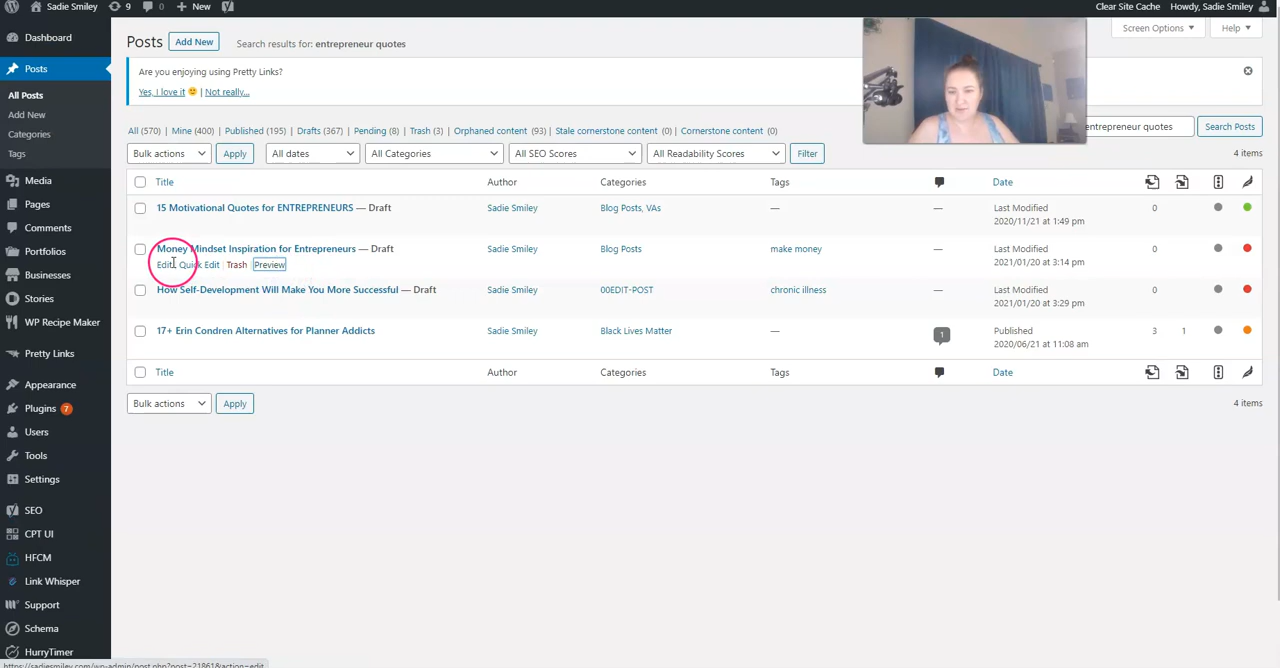 Sadie Smiley 9 0 New Clear Site Cache Howdy, Sadie Smiley
Dashboard
Posts
All Posts
Add New
Categories
Tags
Media
Pages
Comments
Portfolios
Businesses
Stories
WP Recipe Maker
Pretty Links
Appearance
Plugins 7
Users
Tools
Settings
SEO
CPT UI
HFCM
Link Whisper
Support
Schema
HurryTimer
Screen Options Help
Posts Add New Search results for: entrepreneur quotes
Are you enjoying using Pretty Links?
Yes, I love it Not really...
All (570) | Mine (400) | Published (195) | Drafts (367) | Pending (8) | Trash (3) | Orphaned content (93) | Stale cornerstone content (0) | Cornerstone content (0)
entrepreneur quotes Search Posts
Bulk actions Apply All dates All Categories All SEO Scores All Readability Scores Filter 4 items
Title Author Categories Tags Date
15 Motivational Quotes for ENTREPRENEURS — Draft Sadie Smiley Blog Posts, VAs — — Last Modified 0
2020/11/21 at 1:49 pm
Money Mindset Inspiration for Entrepreneurs — Draft Sadie Smiley Blog Posts make money — Last Modified 0
Edit Quick Edit | Trash | Preview 2021/01/20 at 3:14 pm
How Self-Development Will Make You More Successful — Draft Sadie Smiley 00EDIT-POST chronic illness — Last Modified 0
2021/01/20 at 3:29 pm
17+ Erin Condren Alternatives for Planner Addicts Sadie Smiley Black Lives Matter — 1 Published 3 1
2020/06/21 at 11:08 am
Title Author Categories Tags Date
Bulk actions Apply 4 items
https://sadiesmiley.com/wp-admin/post.php?post=21861&action=edit